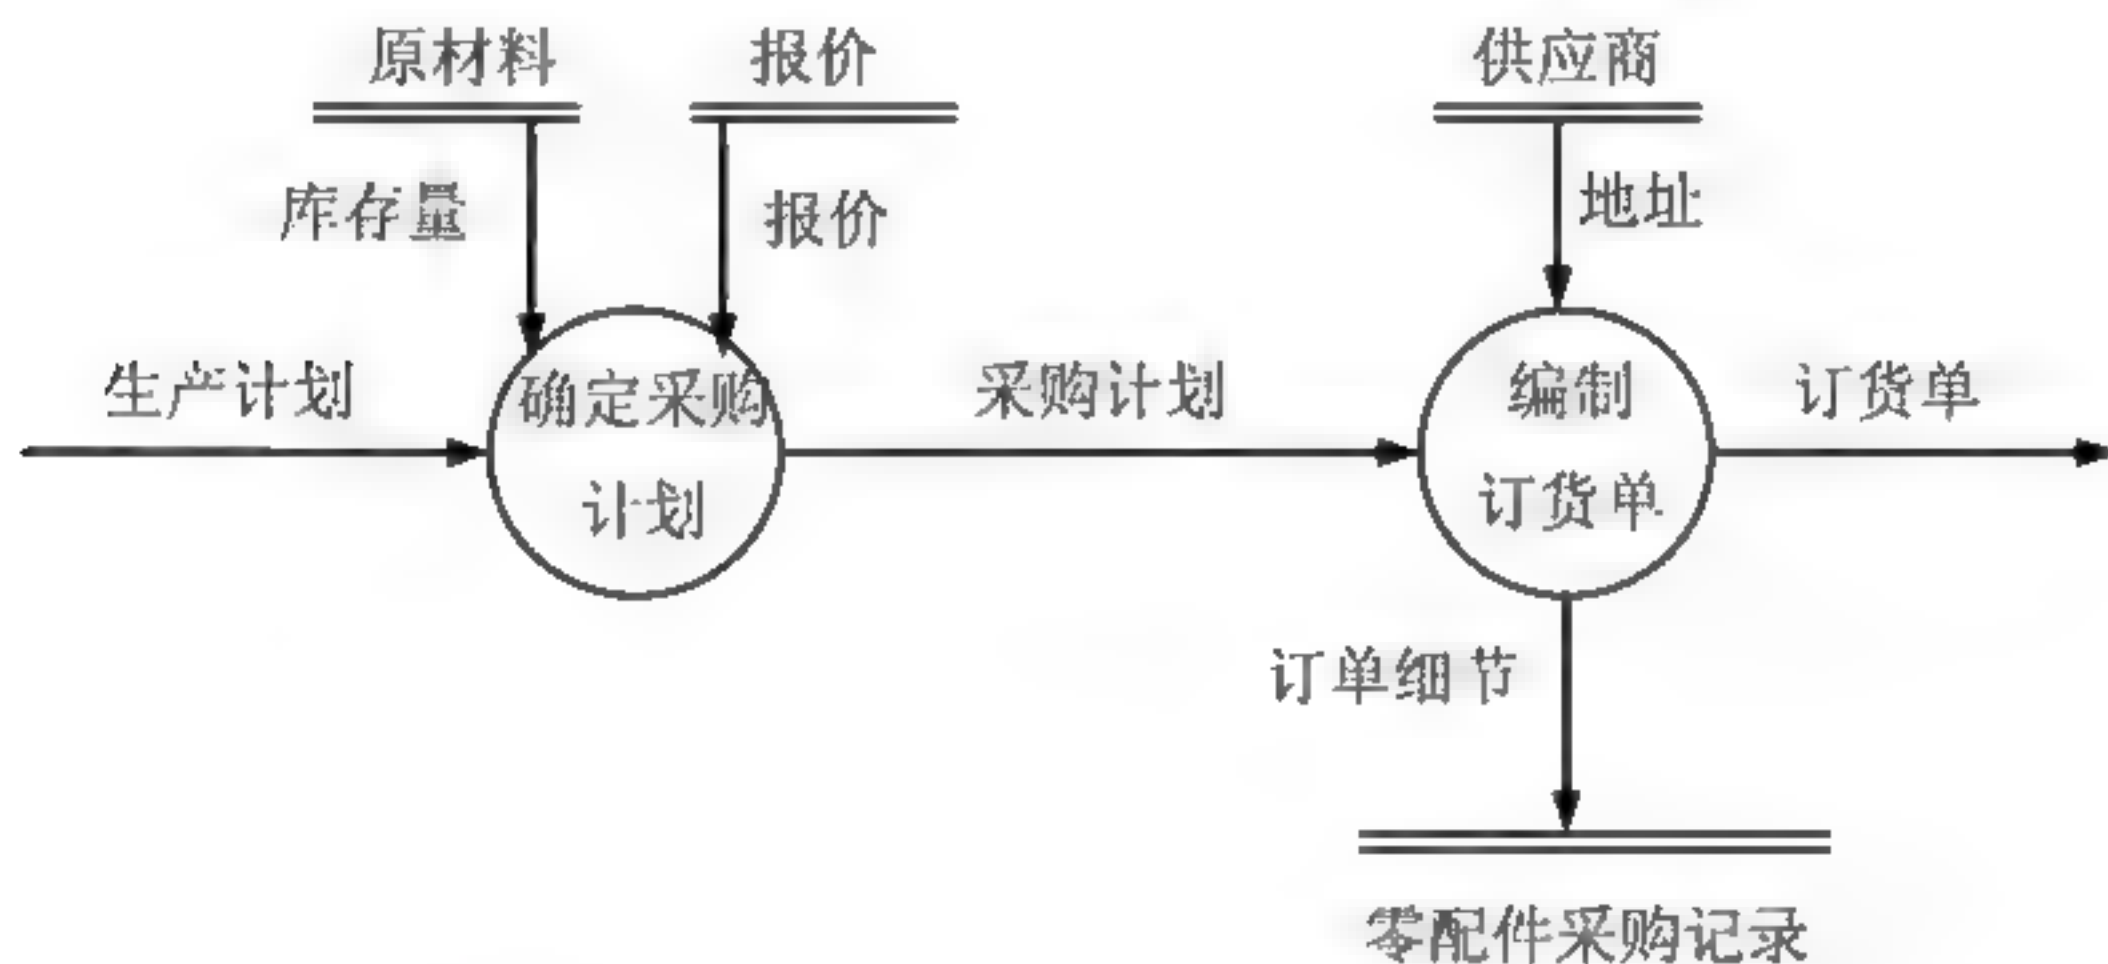 原材料
报价
供应商
库存量
报价
地址
生产计划
确定采购
计划
采购计划
编制
订货单
订货单
订单细节
零配件采购记录